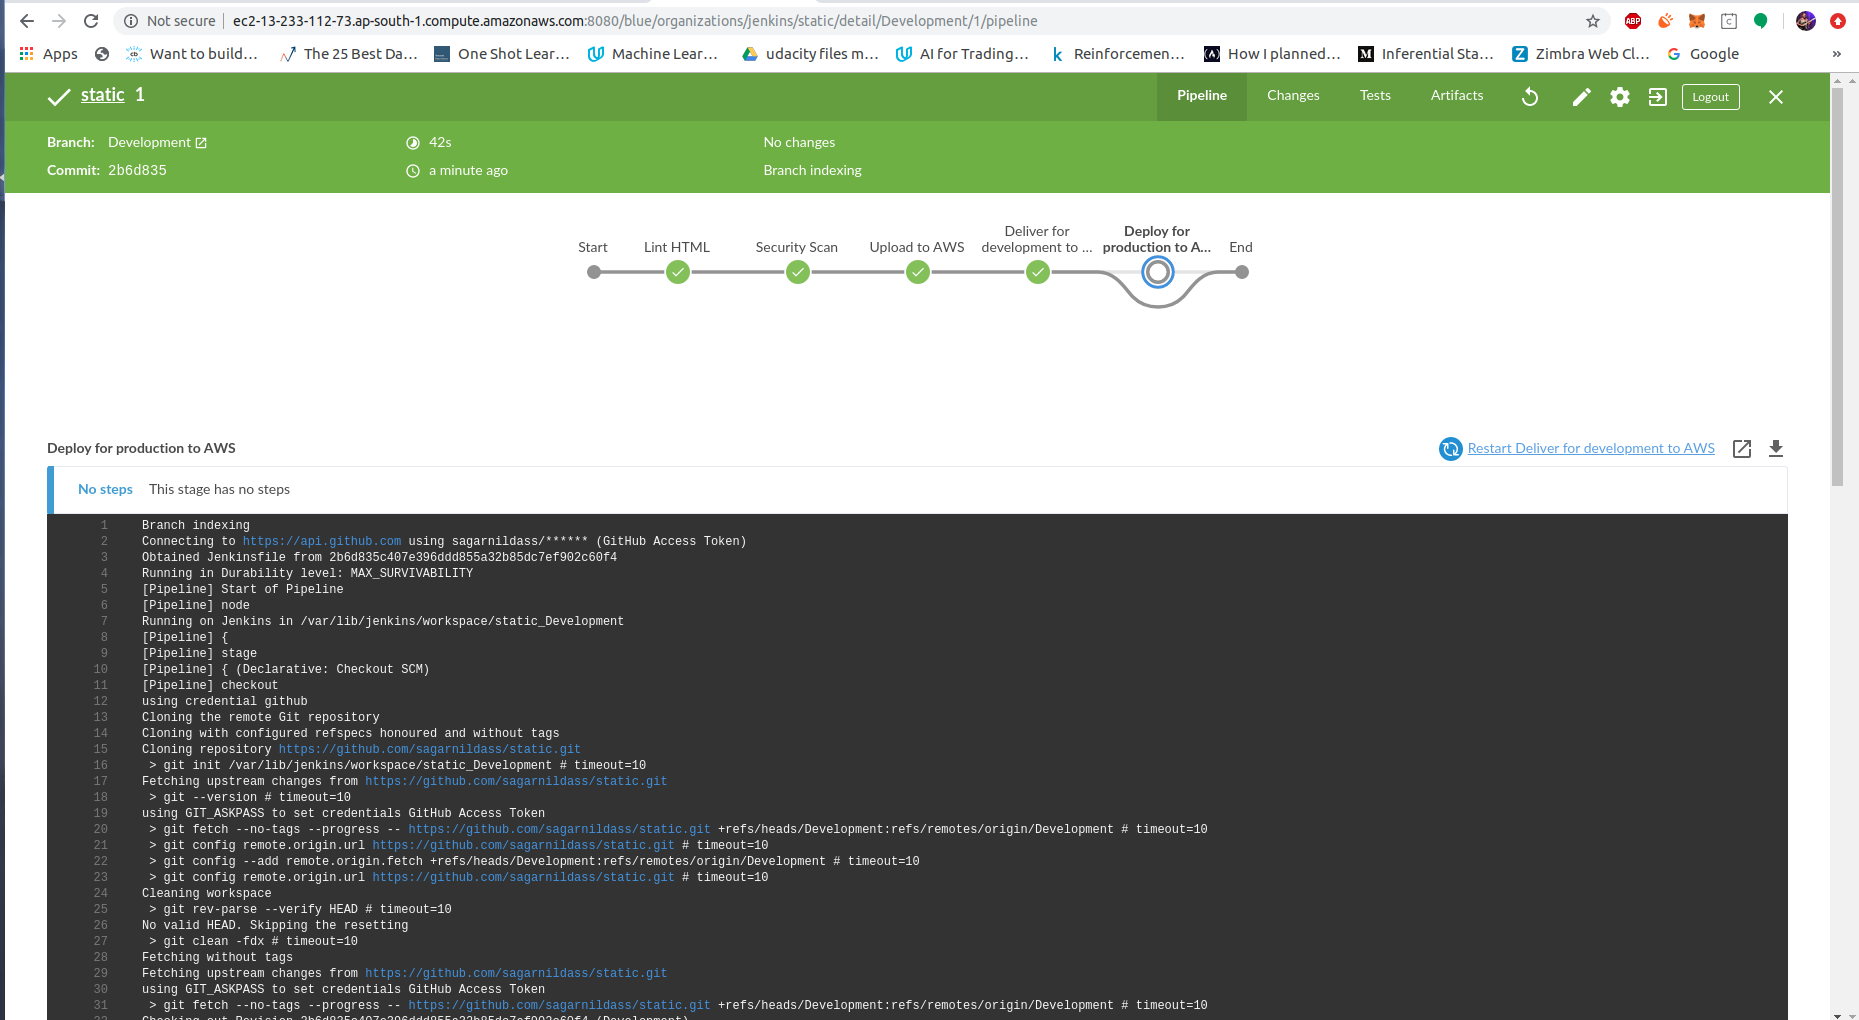 Not secure | ec2-13-233-112-73.ap-south-1.compute.amazonaws.com:8080/blue/organizations/jenkins/static/detail/Development/1/pipeline
ABP
Apps Want to build... The 25 Best Da... One Shot Lear... Machine Lear... udacity files m... AI for Trading... Reinforcemen... How I planned... Inferential Sta... Zimbra Web Cl... Google »
static 1 Pipeline Changes Tests Artifacts Logout
Branch: Development 42s No changes
Commit: 2b6d835 a minute ago Branch indexing
Start Lint HTML Security Scan Upload to AWS Deliver for development to ... Deploy for production to A... End
Deploy for production to AWS Restart Deliver for development to AWS
No steps This stage has no steps
1 Branch indexing
2 Connecting to https://api.github.com using sagarnildass/****** (GitHub Access Token)
3 Obtained Jenkinsfile from 2b6d835c407e396ddd855a32b85dc7ef902c60f4
4 Running in Durability level: MAX_SURVIVABILITY
5 [Pipeline] Start of Pipeline
6 [Pipeline] node
7 Running on Jenkins in /var/lib/jenkins/workspace/static_Development
8 [Pipeline] {
9 [Pipeline] stage
10 [Pipeline] { (Declarative: Checkout SCM)
11 [Pipeline] checkout
12 using credential github
13 Cloning the remote Git repository
14 Cloning with configured refspecs honoured and without tags
15 Cloning repository https://github.com/sagarnildass/static.git
16 > git init /var/lib/jenkins/workspace/static_Development # timeout=10
17 Fetching upstream changes from https://github.com/sagarnildass/static.git
18 > git --version # timeout=10
19 using GIT_ASKPASS to set credentials GitHub Access Token
20 > git fetch --no-tags --progress -- https://github.com/sagarnildass/static.git +refs/heads/Development:refs/remotes/origin/Development # timeout=10
21 > git config remote.origin.url https://github.com/sagarnildass/static.git # timeout=10
22 > git config --add remote.origin.fetch +refs/heads/Development:refs/remotes/origin/Development # timeout=10
23 > git config remote.origin.url https://github.com/sagarnildass/static.git # timeout=10
24 Cleaning workspace
25 > git rev-parse --verify HEAD # timeout=10
26 No valid HEAD. Skipping the resetting
27 > git clean -fdx # timeout=10
28 Fetching without tags
29 Fetching upstream changes from https://github.com/sagarnildass/static.git
30 using GIT_ASKPASS to set credentials GitHub Access Token
31 > git fetch --no-tags --progress -- https://github.com/sagarnildass/static.git +refs/heads/Development:refs/remotes/origin/Development # timeout=10